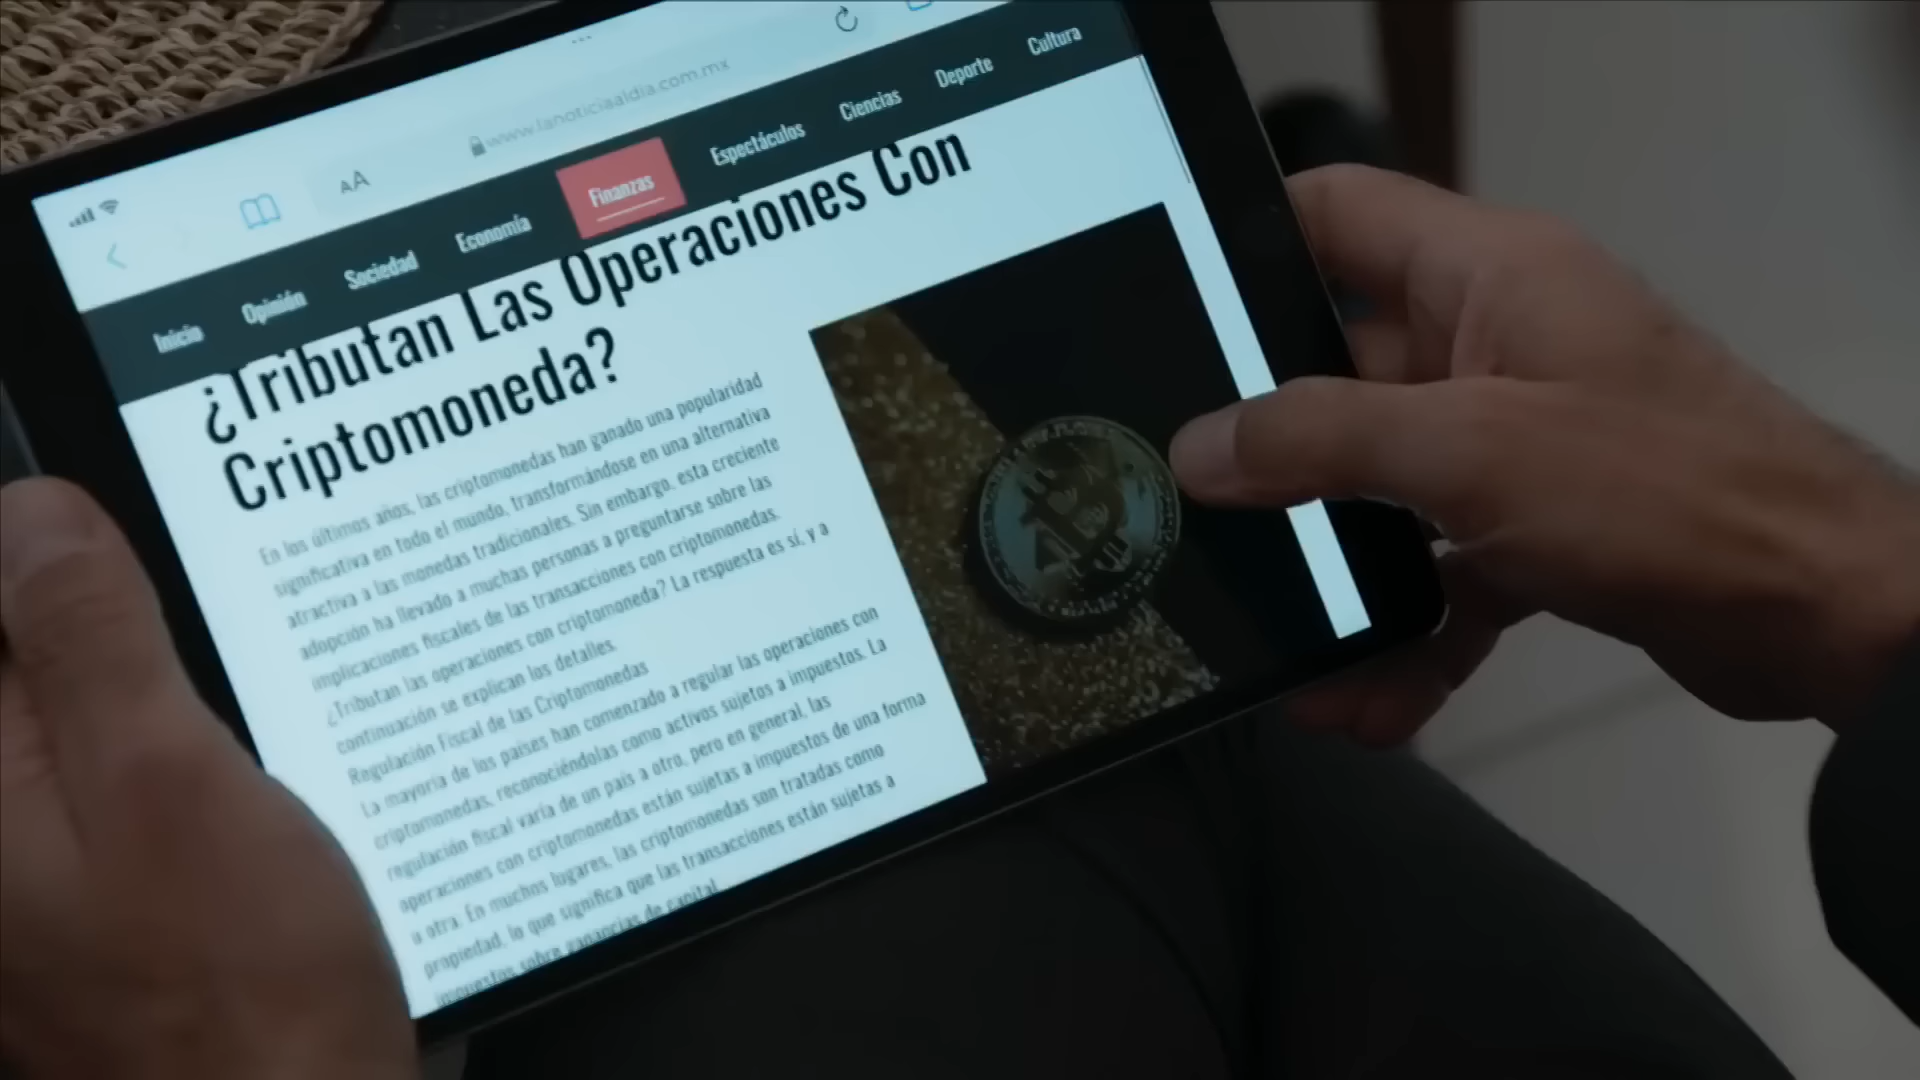 www.lanoticiaaldia.com.mx
AA
Inicio Opinión Sociedad Economía Finanzas Espectáculos Ciencias Deporte Cultura
¿Tributan Las Operaciones Con
Criptomoneda?
En los últimos años, las criptomonedas han ganado una popularidad
significativa en todo el mundo, transformándose en una alternativa
atractiva a las monedas tradicionales. Sin embargo, esta creciente
adopción ha llevado a muchas personas a preguntarse sobre las
implicaciones fiscales de las transacciones con criptomonedas.
¿Tributan las operaciones con criptomoneda? La respuesta es sí, y a
continuación se explican los detalles.
Regulación Fiscal de las Criptomonedas
La mayoría de los países han comenzado a regular las operaciones con
criptomonedas, reconociéndolas como activos sujetos a impuestos. La
regulación fiscal varía de un país a otro, pero en general, las
operaciones con criptomonedas están sujetas a impuestos de una forma
u otra. En muchos lugares, las criptomonedas son tratadas como
propiedad, lo que significa que las transacciones están sujetas a
impuestos sobre ganancias de capital.